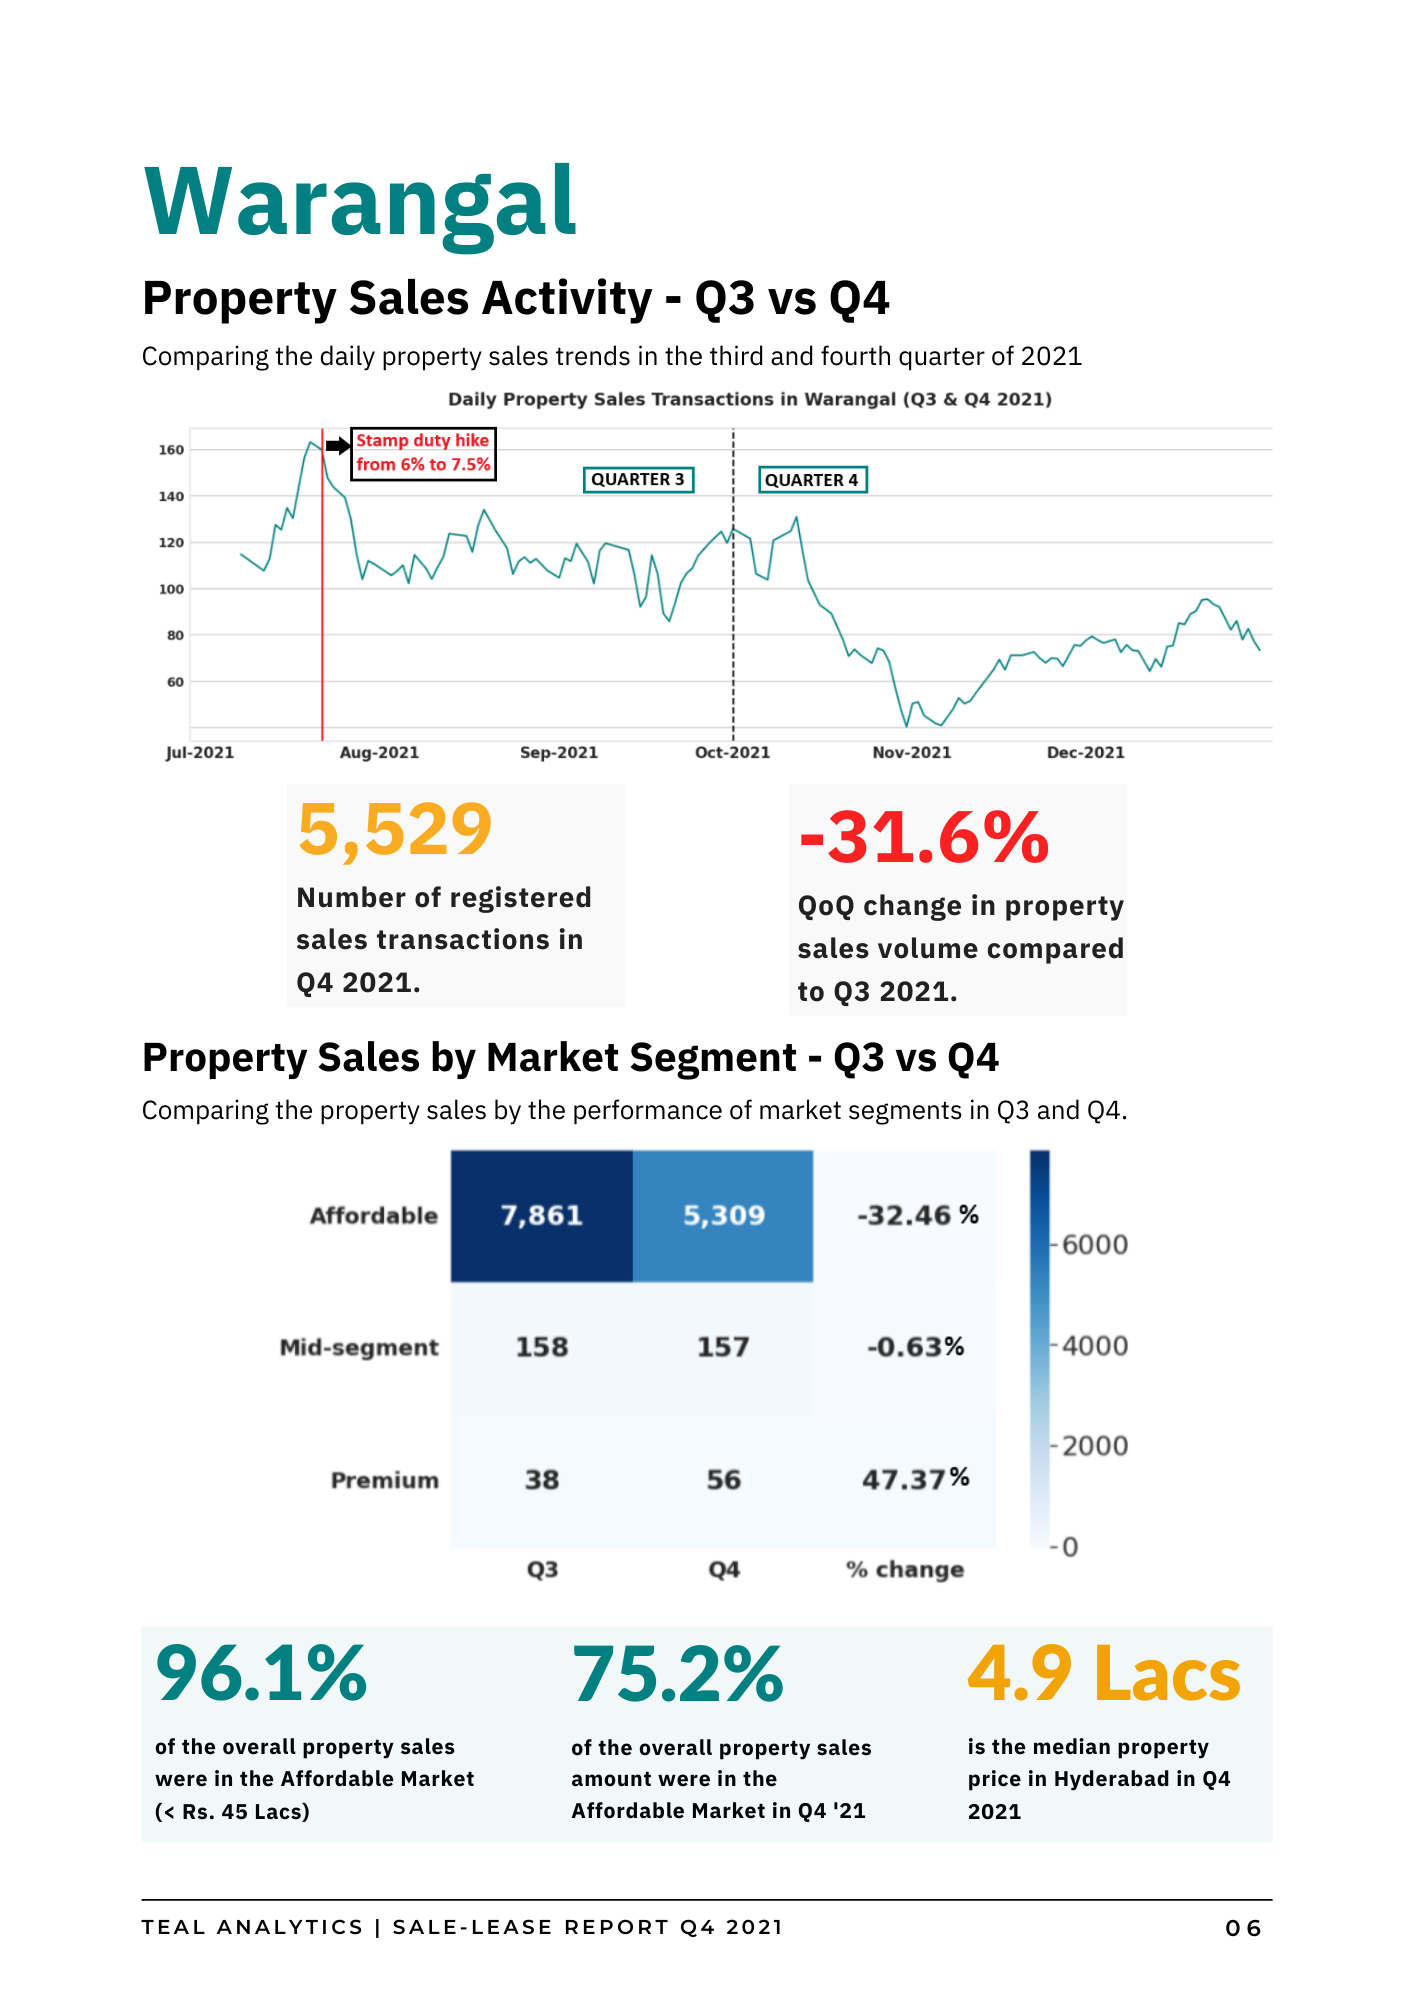 Warangal
Property Sales Activity - Q3 vs Q4
Comparing the daily property sales trends in the third and fourth quarter of 2021
Daily Property Sales Transactions in Warangal (Q3 & Q4 2021)
Stamp duty hike
from 6% to 7.5%
QUARTER 3
QUARTER 4
160
140
120
100
80
60
Jul-2021
Aug-2021
Sep-2021
Oct-2021
Nov-2021
Dec-2021
5,529
Number of registered
sales transactions in
Q4 2021.
-31.6%
QoQ change in property
sales volume compared
to Q3 2021.
Property Sales by Market Segment - Q3 vs Q4
Comparing the property sales by the performance of market segments in Q3 and Q4.
Affordable 7,861 5,309 -32.46 %
Mid-segment 158 157 -0.63%
Premium 38 56 47.37%
Q3 Q4 % change
6000
4000
2000
0
96.1%
of the overall property sales
were in the Affordable Market
(< Rs. 45 Lacs)
75.2%
of the overall property sales
amount were in the
Affordable Market in Q4 '21
4.9 Lacs
is the median property
price in Hyderabad in Q4
2021
TEAL ANALYTICS | SALE-LEASE REPORT Q4 2021
06